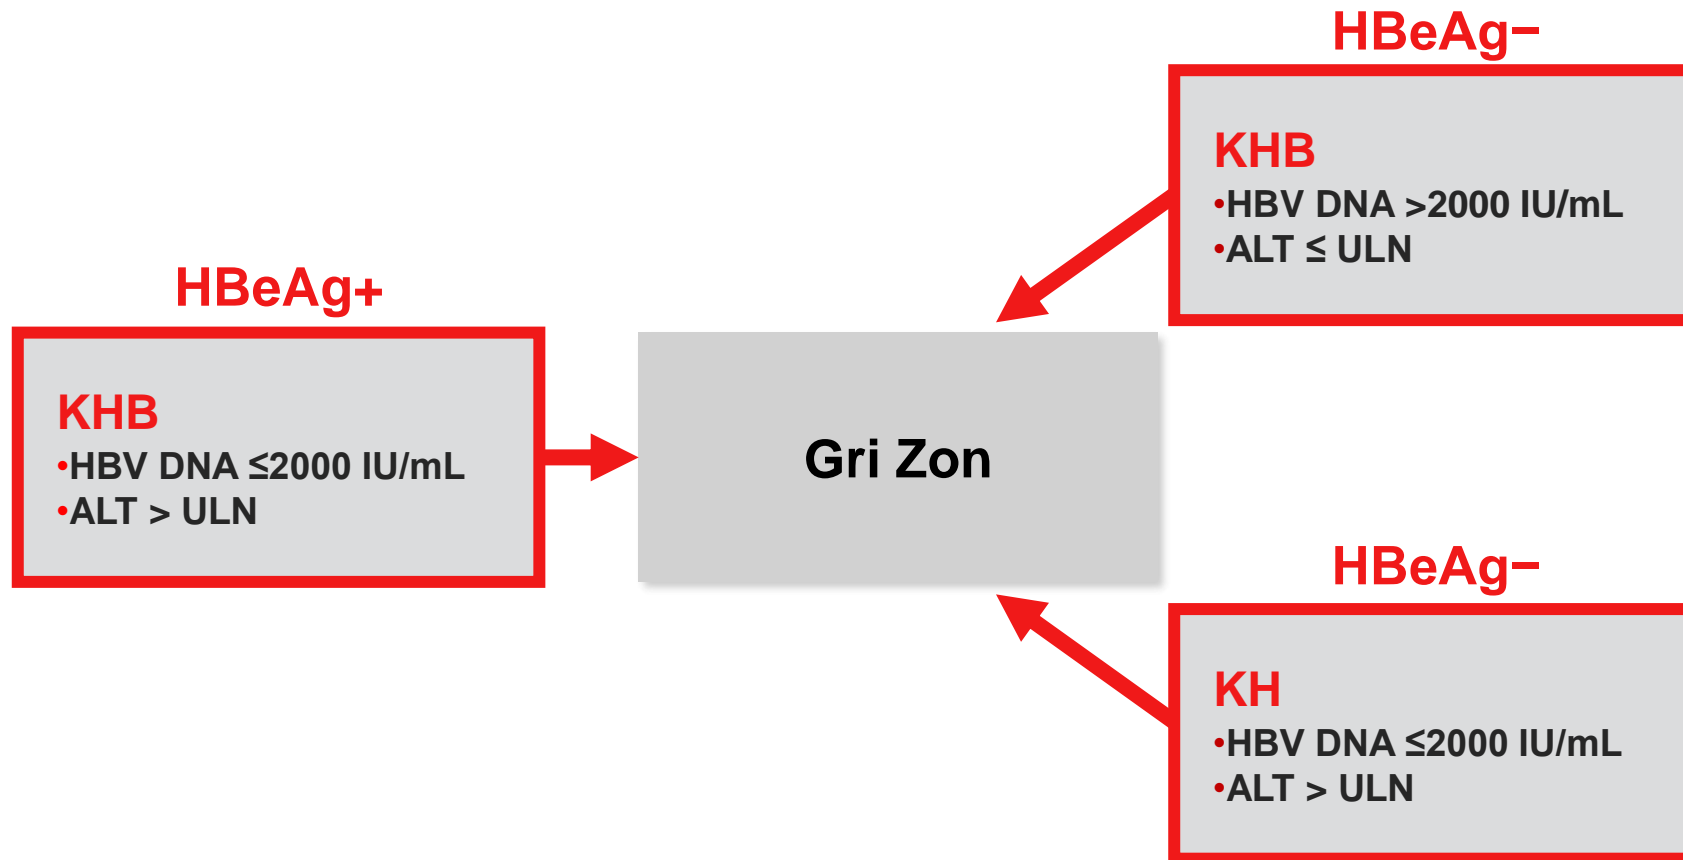 HBeAg+
KHB
•HBV DNA ≤2000 IU/mL
•ALT > ULN
Gri Zon
HBeAg−
KHB
•HBV DNA >2000 IU/mL
•ALT ≤ ULN
HBeAg−
KH
•HBV DNA ≤2000 IU/mL
•ALT > ULN